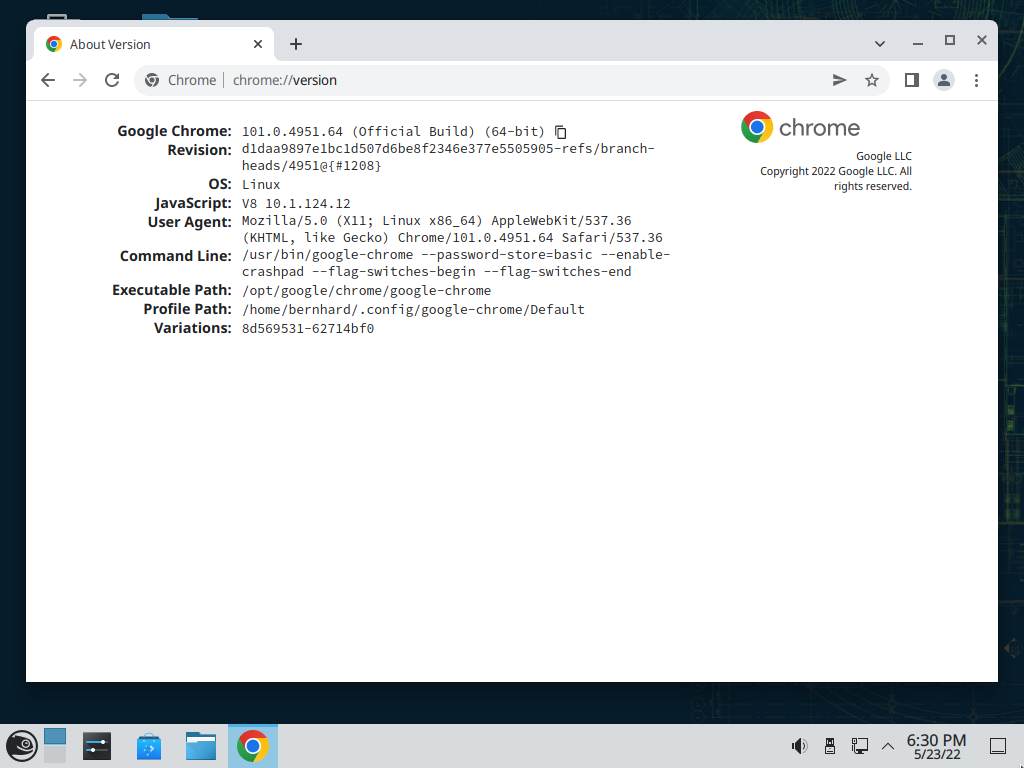 About Version
Chrome chrome://version
Google Chrome: 101.0.4951.64 (Official Build) (64-bit)
Revision: d1daa9897e1bc1d507d6be8f2346e377e5505905-refs/branch-
heads/4951@{#1208}
OS: Linux
JavaScript: V8 10.1.124.12
User Agent: Mozilla/5.0 (X11; Linux x86_64) AppleWebKit/537.36
(KHTML, like Gecko) Chrome/101.0.4951.64 Safari/537.36
Command Line: /usr/bin/google-chrome --password-store=basic --enable-
crashpad --flag-switches-begin --flag-switches-end
Executable Path: /opt/google/chrome/google-chrome
Profile Path: /home/bernhard/.config/google-chrome/Default
Variations: 8d569531-62714bf0
chrome
Google LLC
Copyright 2022 Google LLC. All
rights reserved.
6:30 PM
5/23/22